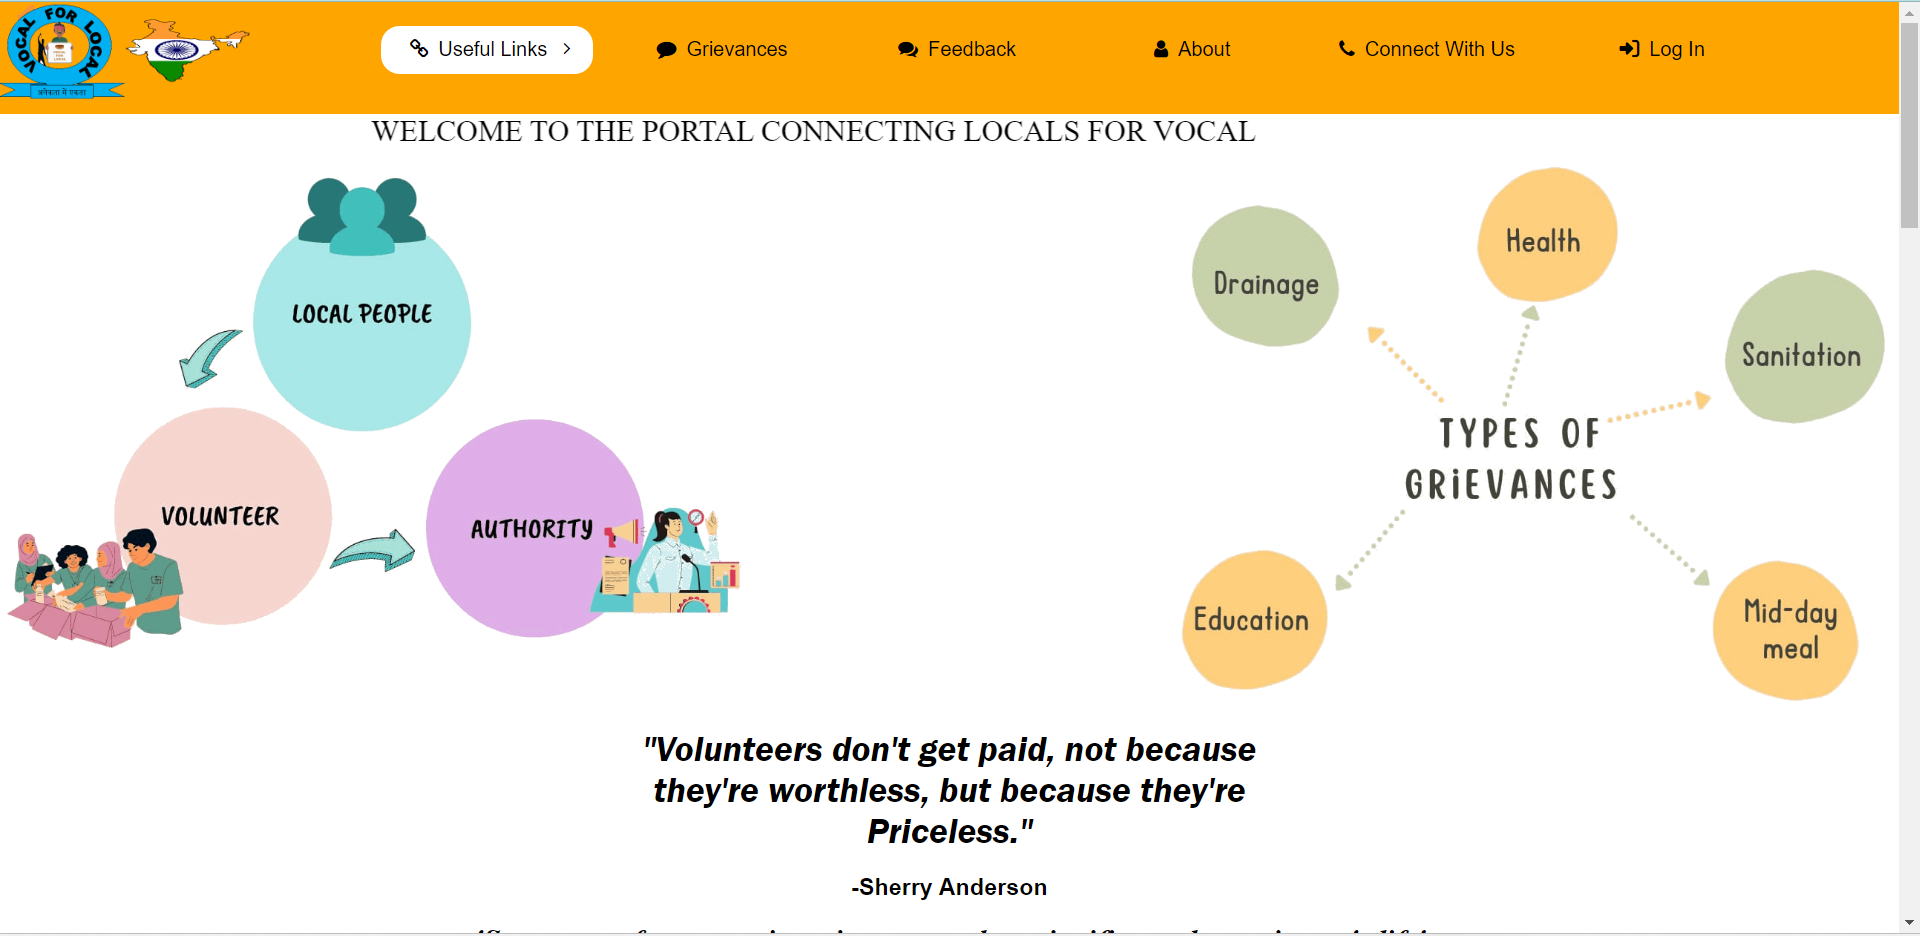 VOCAL FOR LOCAL
अनेकता में एकता
Useful Links
Grievances
Feedback
About
Connect With Us
Log In
WELCOME TO THE PORTAL CONNECTING LOCALS FOR VOCAL
LOCAL PEOPLE
VOLUNTEER
AUTHORITY
Drainage
Health
Sanitation
TYPES OF
GRiEVANCES
Education
Mid-day
meal
"Volunteers don't get paid, not because
they're worthless, but because they're
Priceless."
-Sherry Anderson